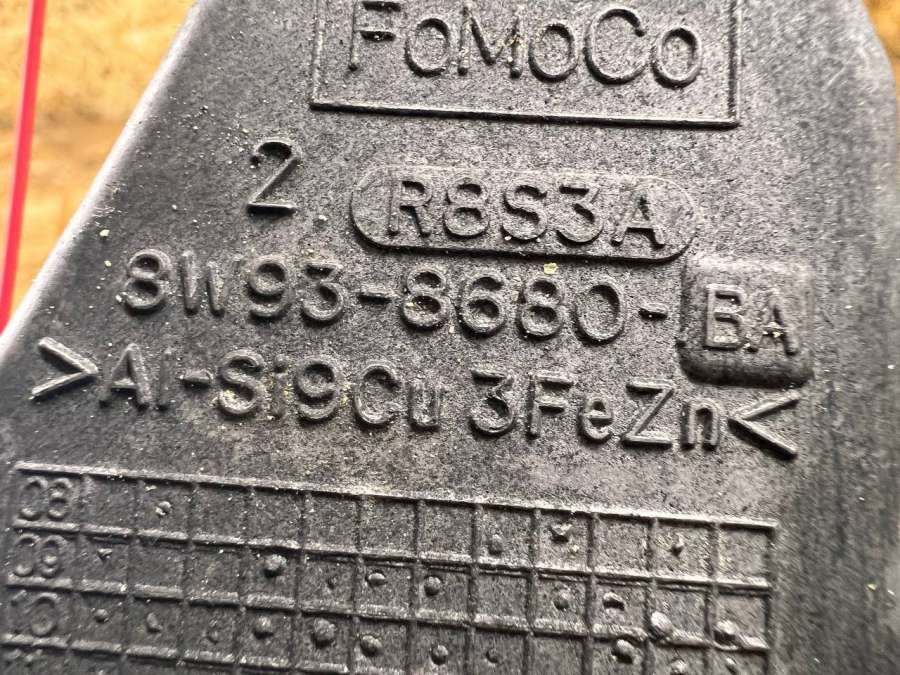 FoMoCo
2 R8S3A
8W93-8680-BA
>Al-Si9Cu3FeZn<
08
09
10